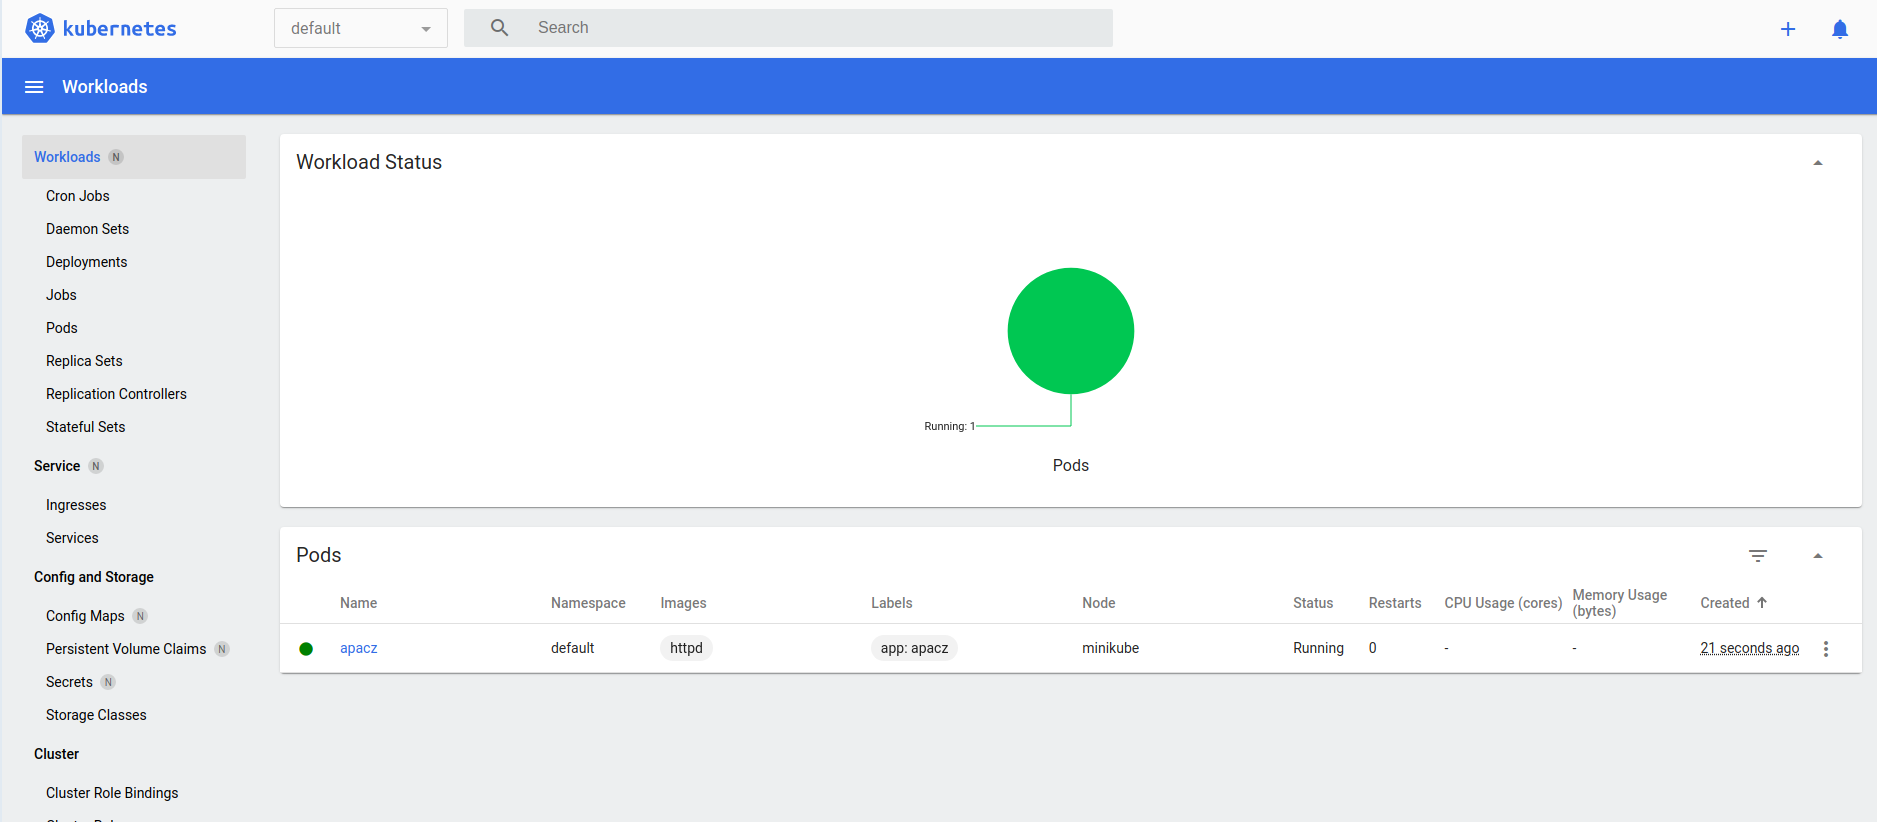 kubernetes
default
Search
Workloads
Workloads N
Cron Jobs
Daemon Sets
Deployments
Jobs
Pods
Replica Sets
Replication Controllers
Stateful Sets
Service N
Ingresses
Services
Config and Storage
Config Maps N
Persistent Volume Claims N
Secrets N
Storage Classes
Cluster
Cluster Role Bindings
Workload Status
Running: 1
Pods
Pods
Name Namespace Images Labels Node Status Restarts CPU Usage (cores) Memory Usage (bytes) Created
apacz default httpd app: apacz minikube Running 0 - - 21 seconds ago